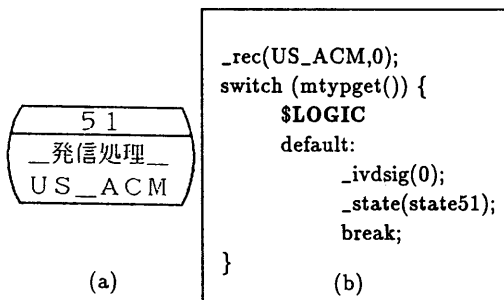 51
__発信処理__
US__ACM
(a)
_rec(US_ACM,0);
switch (mtypget()) {
$LOGIC
default:
_ivdsig(0);
_state(state51);
break;
}
(b)